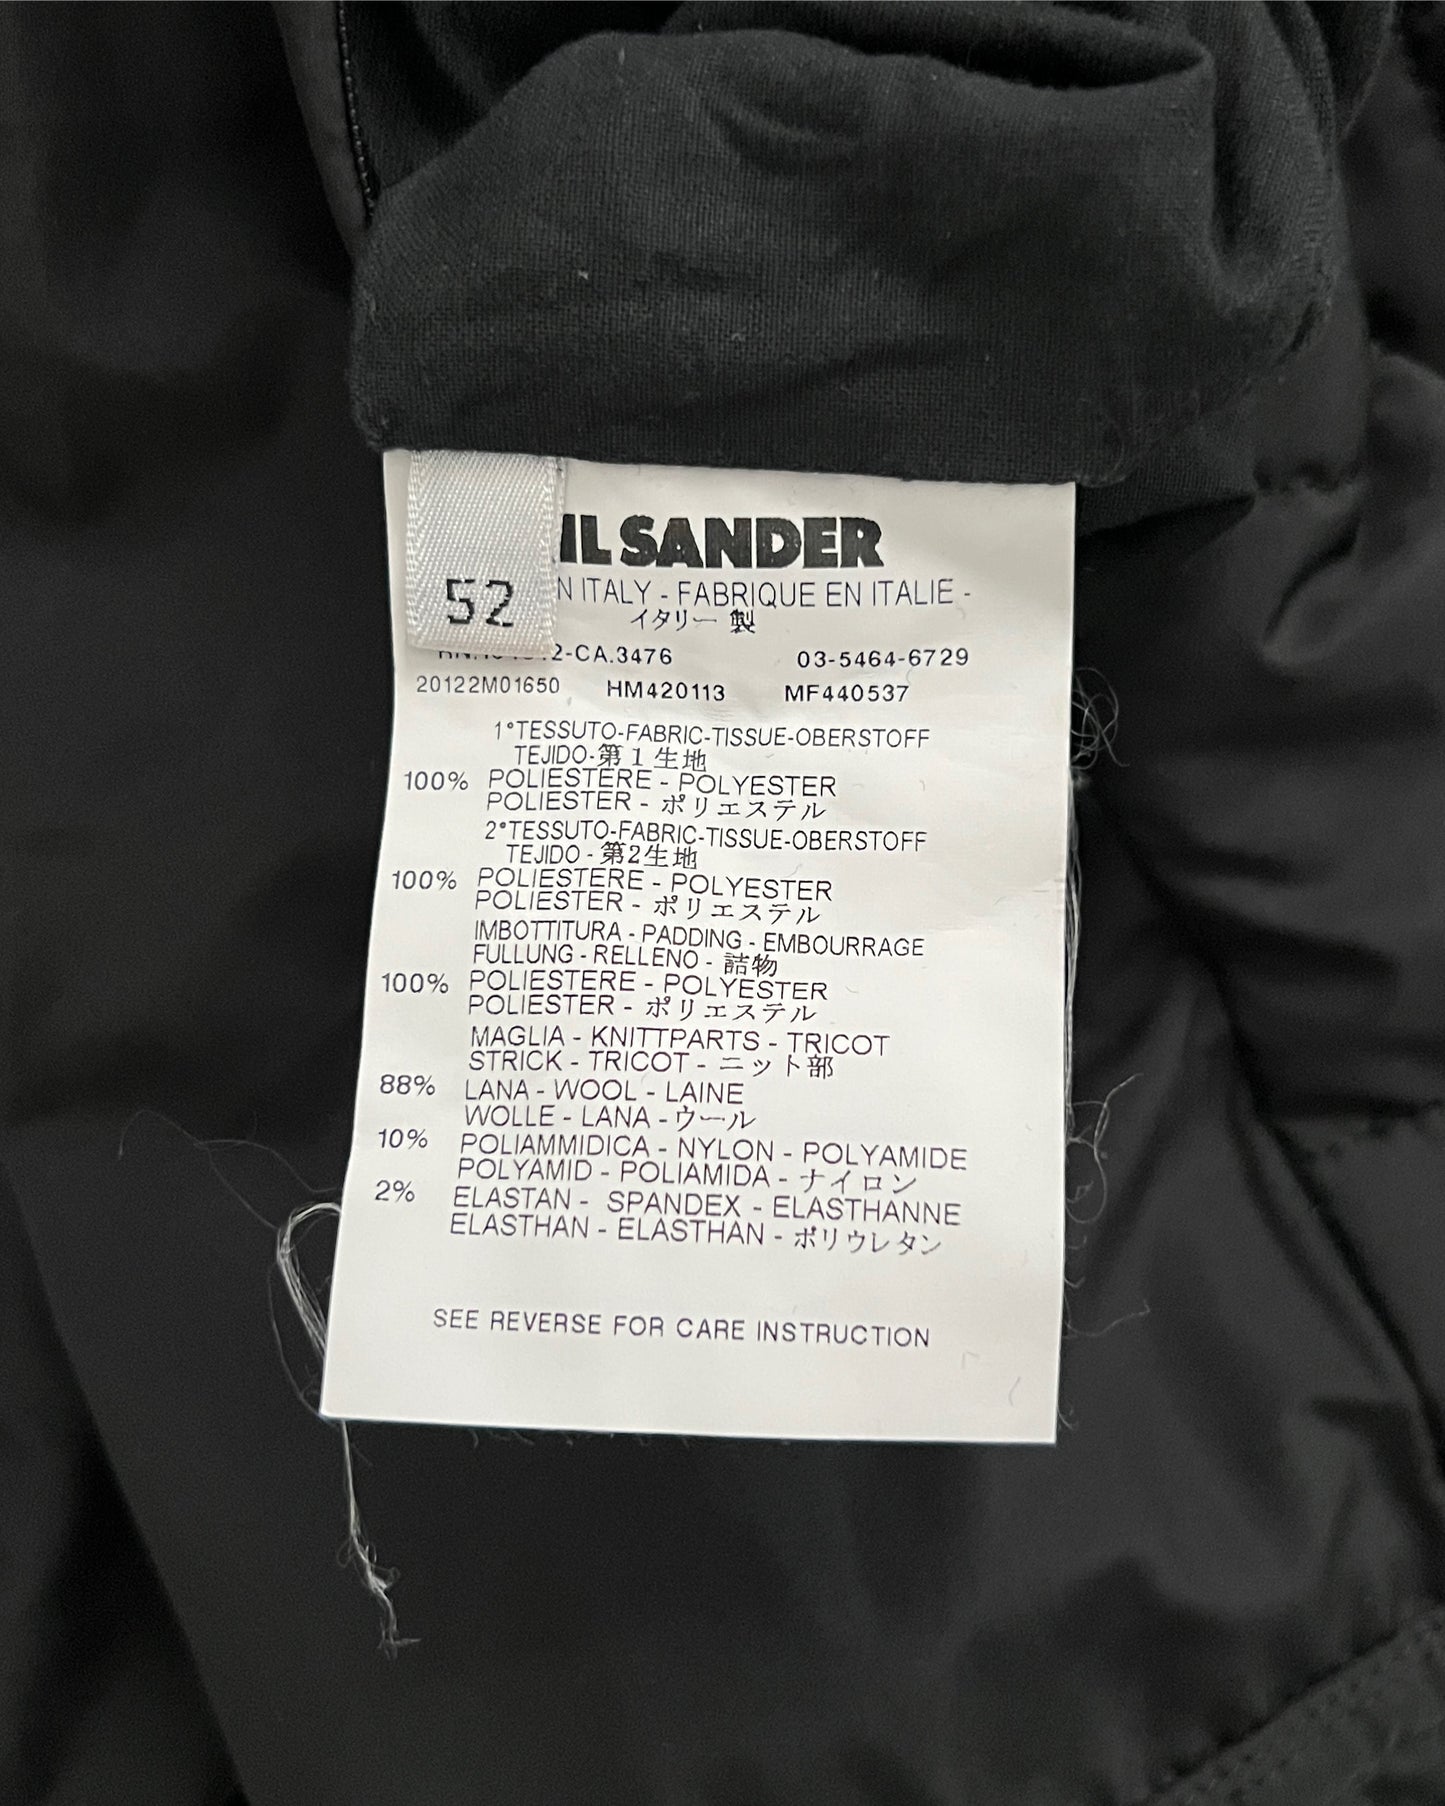 52
JIL SANDER
IN ITALY - FABRIQUE EN ITALIE -
イタリー 製
2-CA.3476 03-5464-6729
20122M01650 HM420113 MF440537
1°TESSUTO-FABRIC-TISSUE-OBERSTOFF
TEJIDO-第1生地
100% POLIESTERE - POLYESTER
POLIESTER - ポリエステル
2°TESSUTO-FABRIC-TISSUE-OBERSTOFF
TEJIDO - 第2生地
100% POLIESTERE - POLYESTER
POLIESTER - ポリエステル
IMBOTTITURA - PADDING - EMBOURRAGE
FULLUNG - RELLENO - 詰物
100% POLIESTERE - POLYESTER
POLIESTER - ポリエステル
MAGLIA - KNITTPARTS - TRICOT
STRICK - TRICOT - ニット部
88% LANA - WOOL - LAINE
WOLLE - LANA - ウール
10% POLIAMMIDICA - NYLON - POLYAMIDE
POLYAMID - POLIAMIDA - ナイロン
2% ELASTAN - SPANDEX - ELASTHANNE
ELASTHAN - ELASTHAN - ポリウレタン
SEE REVERSE FOR CARE INSTRUCTION